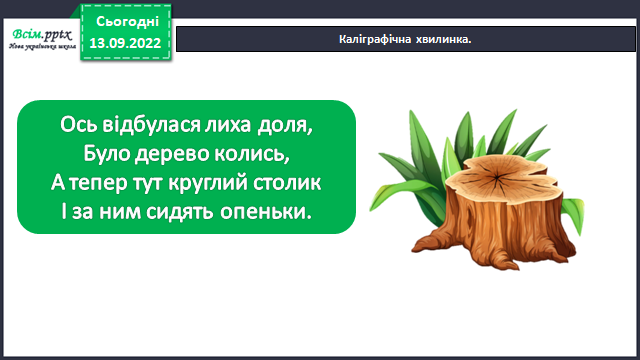 Всім.pptx
Нова українська школа
Сьогодні
13.09.2022
Каліграфічна хвилинка.
Ось відбулася лиха доля,
Було дерево колись,
А тепер тут круглий столик
І за ним сидять опеньки.